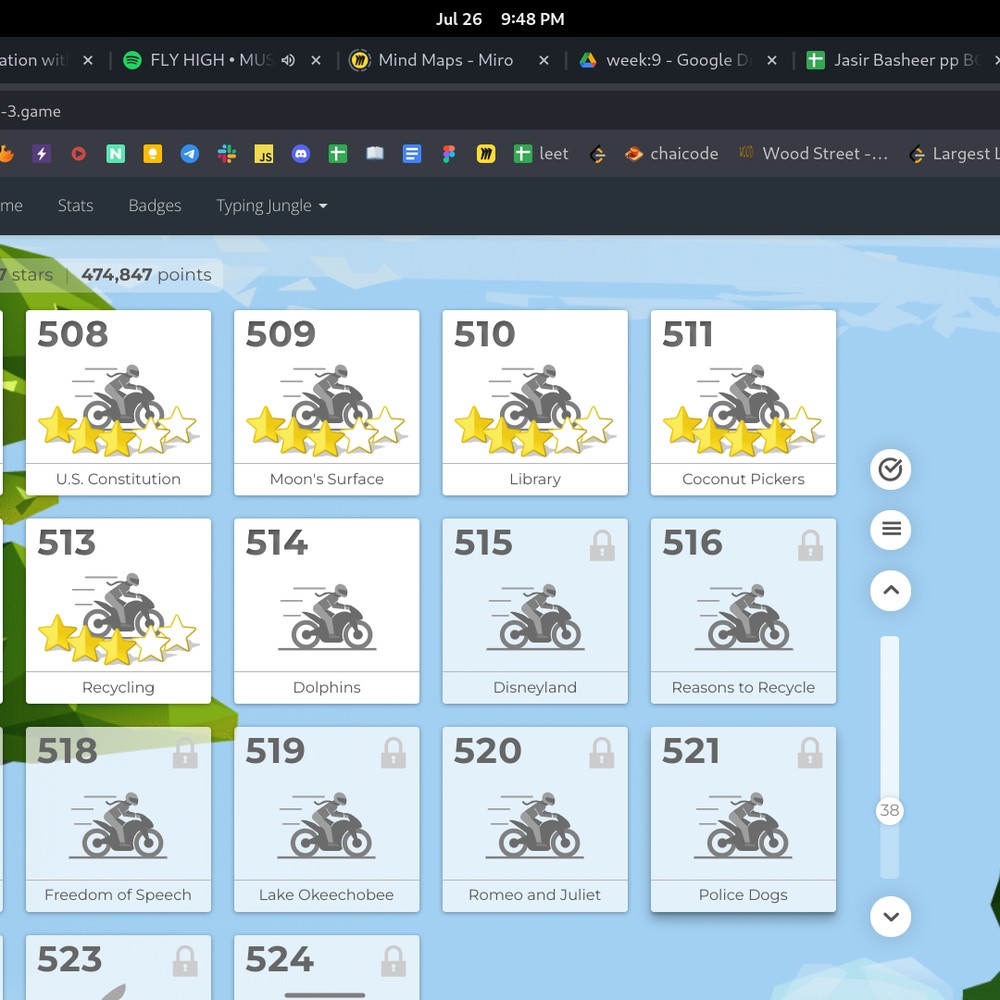 Jul 26 9:48 PM
ation wit
FLY HIGH • MUS
Mind Maps - Miro
week:9 - Google D
Jasir Basheer pp BC
-3.game
JS
leet
chaicode
Wood Street -...
Largest L
me Stats Badges Typing Jungle
7 stars | 474,847 points
508 509 510 511
U.S. Constitution Moon's Surface Library Coconut Pickers
513 514 515 516
Recycling Dolphins Disneyland Reasons to Recycle
38
518 519 520 521
Freedom of Speech Lake Okeechobee Romeo and Juliet Police Dogs
523 524